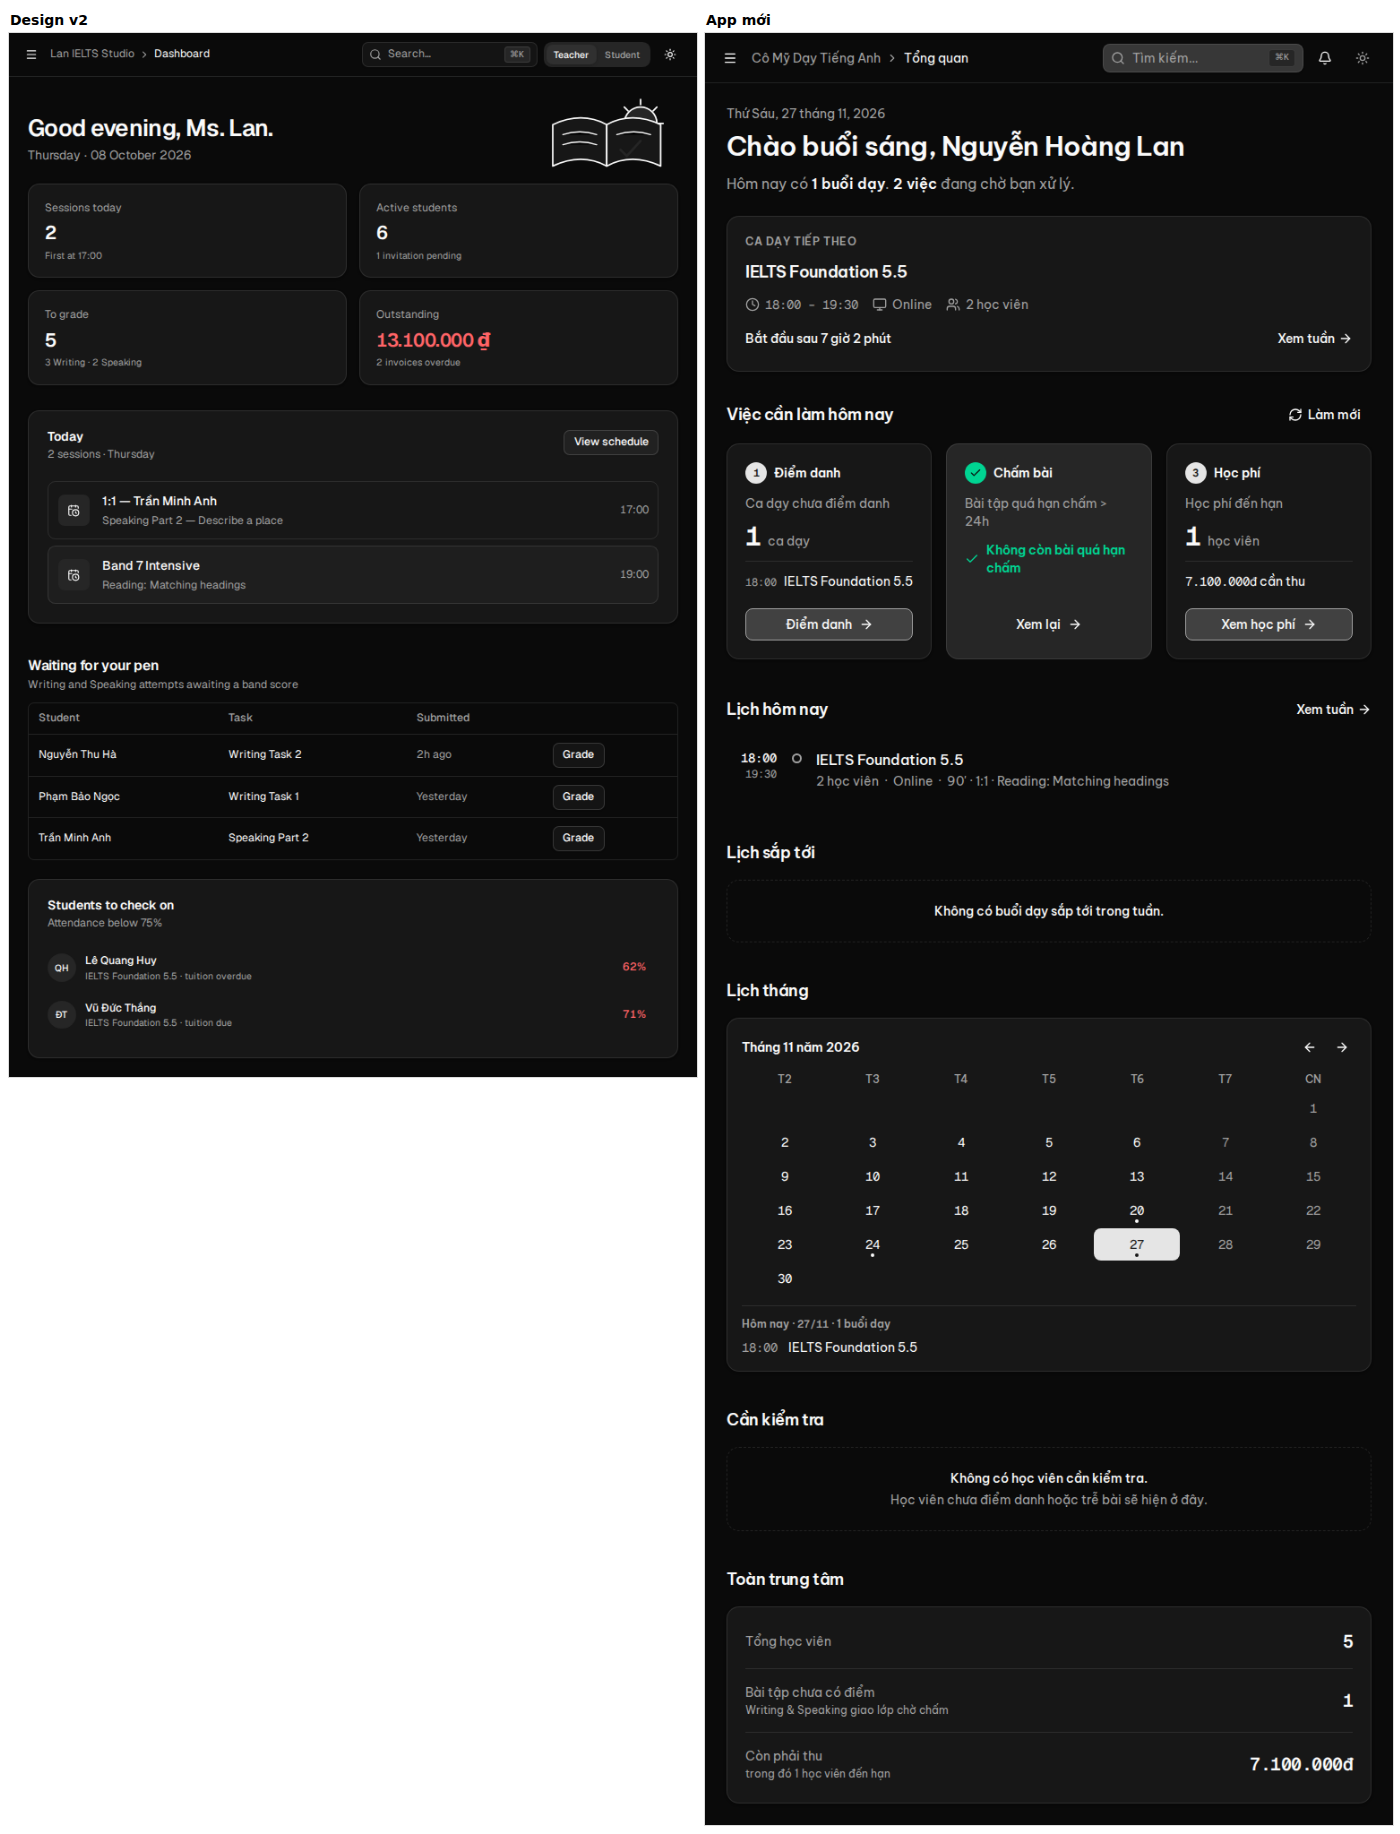 Design v2
Lan IELTS Studio > Dashboard
Search...
⌘K
Teacher
Student
Good evening, Ms. Lan.
Thursday · 08 October 2026
Sessions today
2
First at 17:00
Active students
6
1 invitation pending
To grade
5
3 Writing · 2 Speaking
Outstanding
13.100.000 ₫
2 invoices overdue
Today
2 sessions · Thursday
View schedule
1:1 — Trần Minh Anh
Speaking Part 2 — Describe a place
17:00
Band 7 Intensive
Reading: Matching headings
19:00
Waiting for your pen
Writing and Speaking attempts awaiting a band score
Student Task Submitted
Nguyễn Thu Hà Writing Task 2 2h ago Grade
Phạm Bảo Ngọc Writing Task 1 Yesterday Grade
Trần Minh Anh Speaking Part 2 Yesterday Grade
Students to check on
Attendance below 75%
QH
Lê Quang Huy
IELTS Foundation 5.5 · tuition overdue
62%
ĐT
Vũ Đức Thắng
IELTS Foundation 5.5 · tuition due
71%
App mới
Cô Mỹ Dạy Tiếng Anh > Tổng quan
Tìm kiếm...
⌘K
Thứ Sáu, 27 tháng 11, 2026
Chào buổi sáng, Nguyễn Hoàng Lan
Hôm nay có 1 buổi dạy. 2 việc đang chờ bạn xử lý.
CA DẠY TIẾP THEO
IELTS Foundation 5.5
18:00 - 19:30 Online 2 học viên
Bắt đầu sau 7 giờ 2 phút
Xem tuần →
Việc cần làm hôm nay
Làm mới
1 Điểm danh
Ca dạy chưa điểm danh
1 ca dạy
18:00 IELTS Foundation 5.5
Điểm danh →
Chấm bài
Bài tập quá hạn chấm >
24h
Không còn bài quá hạn
chấm
Xem lại →
3 Học phí
Học phí đến hạn
1 học viên
7.100.000đ cần thu
Xem học phí →
Lịch hôm nay
Xem tuần →
18:00
19:30
IELTS Foundation 5.5
2 học viên · Online · 90' · 1:1 · Reading: Matching headings
Lịch sắp tới
Không có buổi dạy sắp tới trong tuần.
Lịch tháng
Tháng 11 năm 2026
← →
T2 T3 T4 T5 T6 T7 CN
1
2 3 4 5 6 7 8
9 10 11 12 13 14 15
16 17 18 19 20 21 22
23 24 25 26 27 28 29
30
Hôm nay · 27/11 · 1 buổi dạy
18:00 IELTS Foundation 5.5
Cần kiểm tra
Không có học viên cần kiểm tra.
Học viên chưa điểm danh hoặc trễ bài sẽ hiện ở đây.
Toàn trung tâm
Tổng học viên
5
Bài tập chưa có điểm
Writing & Speaking giao lớp chờ chấm
1
Còn phải thu
trong đó 1 học viên đến hạn
7.100.000đ